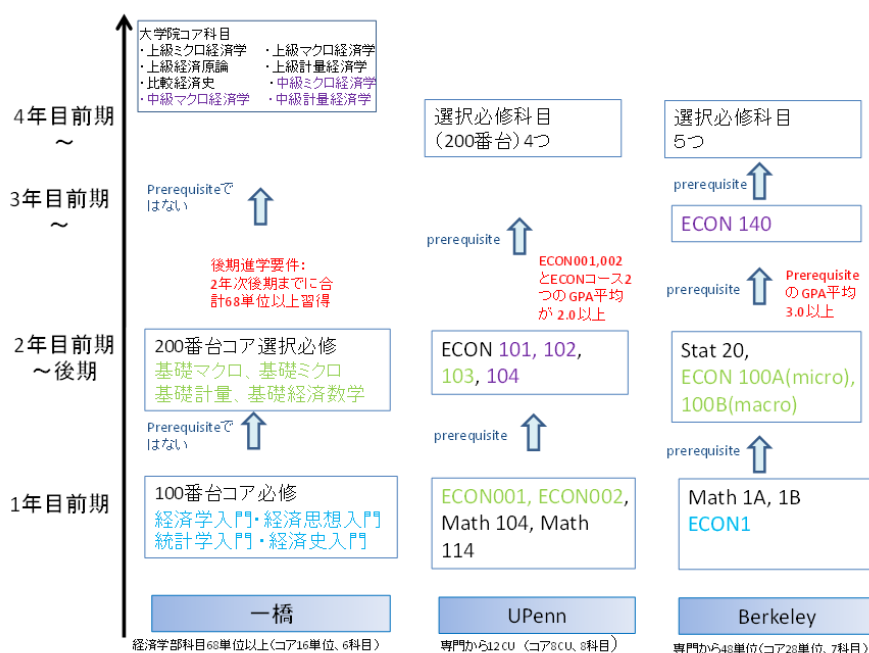 大学院コア科目
・上級ミクロ経済学 ・上級マクロ経済学
・上級経済原論 ・上級計量経済学
・比較経済史 ・中級ミクロ経済学
・中級マクロ経済学 ・中級計量経済学
4年目前期
～
選択必修科目
(200番台)4つ
選択必修科目
5つ
3年目前期
～
Prerequisiteで
はない
prerequisite
prerequisite
ECON 140
後期進学要件:
2年次後期までに合
計68単位以上習得
ECON001,002
とECONコース2
つのGPA平均
が 2.0以上
prerequisite
Prerequisite
のGPA平均
3.0以上
2年目前期
～後期
200番台コア選択必修
基礎マクロ、基礎ミクロ
基礎計量、基礎経済数学
ECON 101, 102,
103, 104
Stat 20,
ECON 100A(micro),
100B(macro)
Prerequisiteで
はない
prerequisite
prerequisite
1年目前期
100番台コア必修
経済学入門・経済思想入門
統計学入門・経済史入門
ECON001, ECON002,
Math 104, Math
114
Math 1A, 1B
ECON1
一橋
UPenn
Berkeley
経済学部科目68単位以上(コア16単位、6科目)
専門から12CU (コア8CU、8科目)
専門から48単位(コア28単位、7科目)